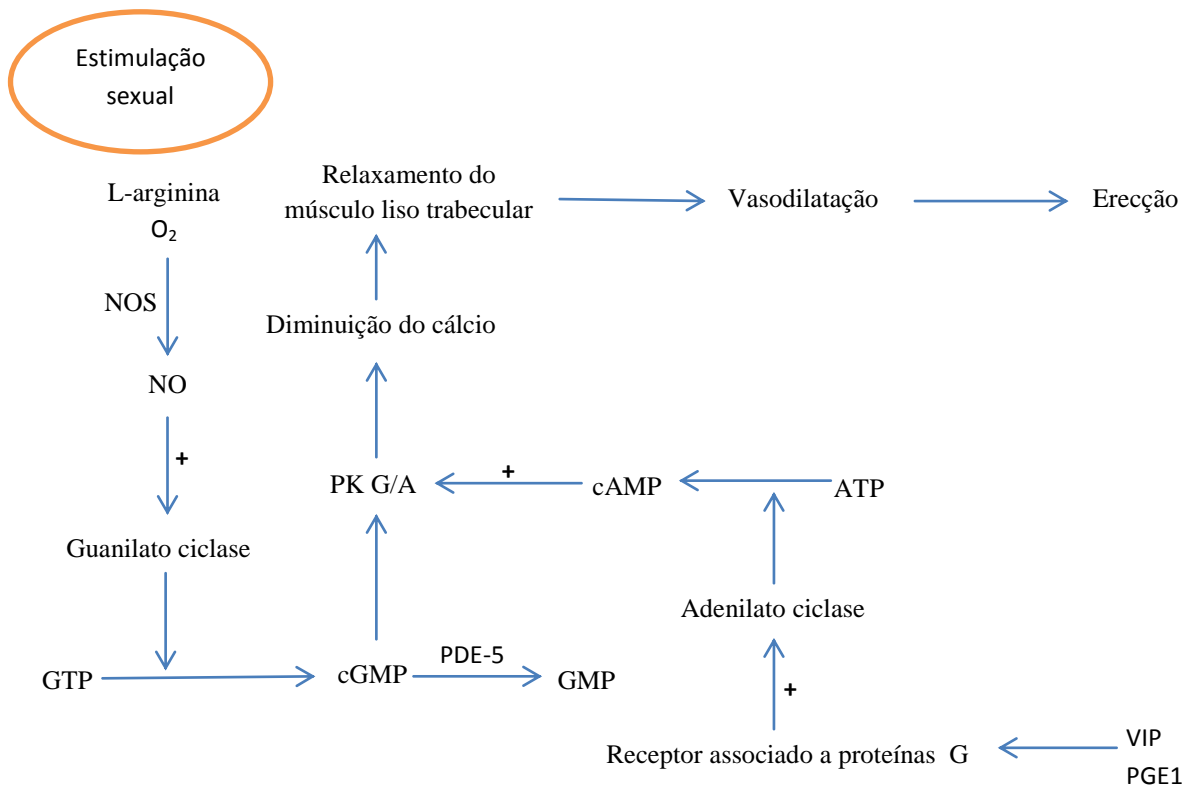 Estimulação
sexual
L-arginina
O₂
NOS
NO
+
Guanilato ciclase
GTP
cGMP
PDE-5
GMP
PK G/A
+
cAMP
ATP
Adenilato ciclase
+
Receptor associado a proteínas G
VIP
PGE1
Diminuição do cálcio
Relaxamento do
músculo liso trabecular
Vasodilatação
Erecção